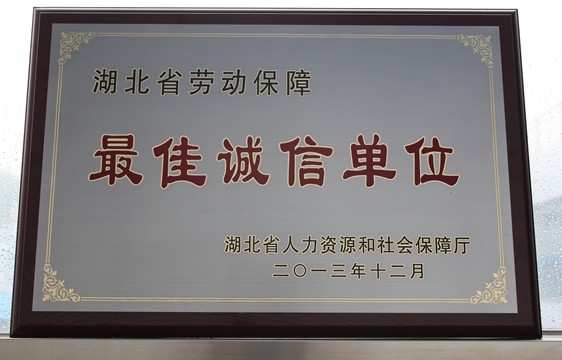 湖北省劳动保障
最佳诚信单位
湖北省人力资源和社会保障厅
二〇一三年十二月